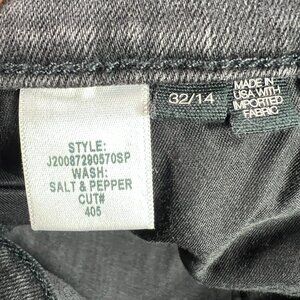 STYLE:
J20087290570SP
WASH:
SALT & PEPPER
CUT#
405
32/14
MADE IN
USA WITH
IMPORTED
FABRIC